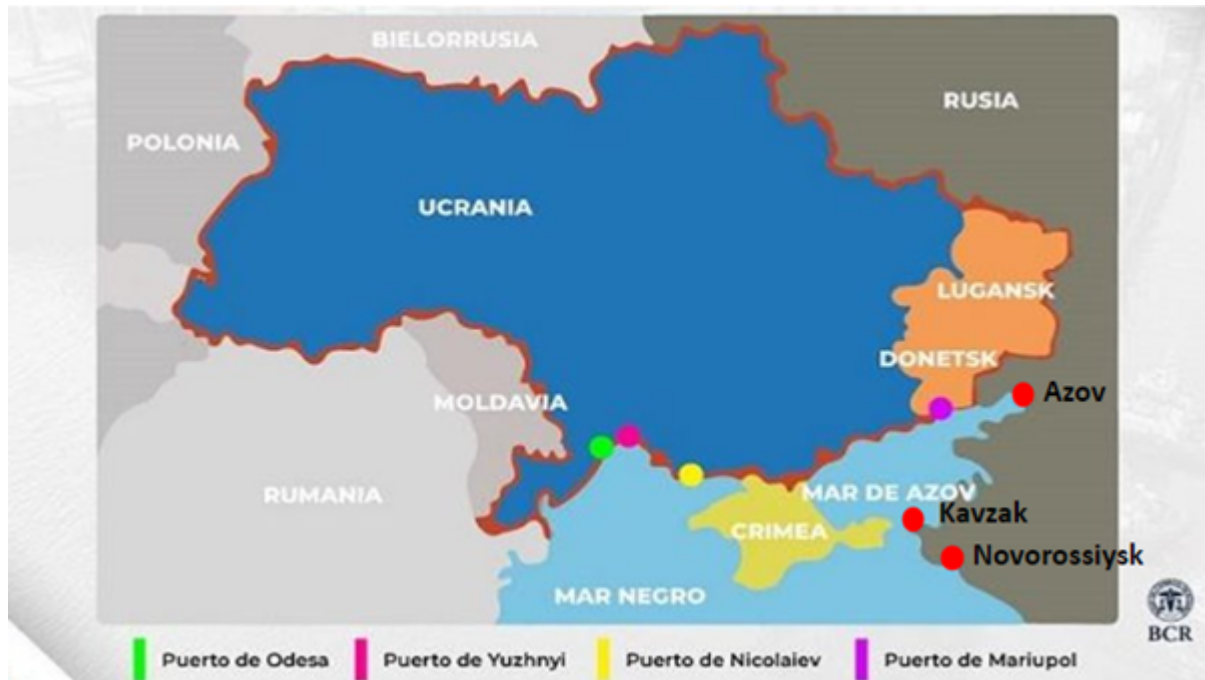 BIELORRUSIA
RUSIA
POLONIA
UCRANIA
LUGANSK
DONETSK
Azov
MOLDAVIA
RUMANIA
MAR DE AZOV
Kavzak
CRIMEA
Novorossiysk
MAR NEGRO
BCR
Puerto de Odesa
Puerto de Yuzhnyi
Puerto de Nicolaiev
Puerto de Mariupol